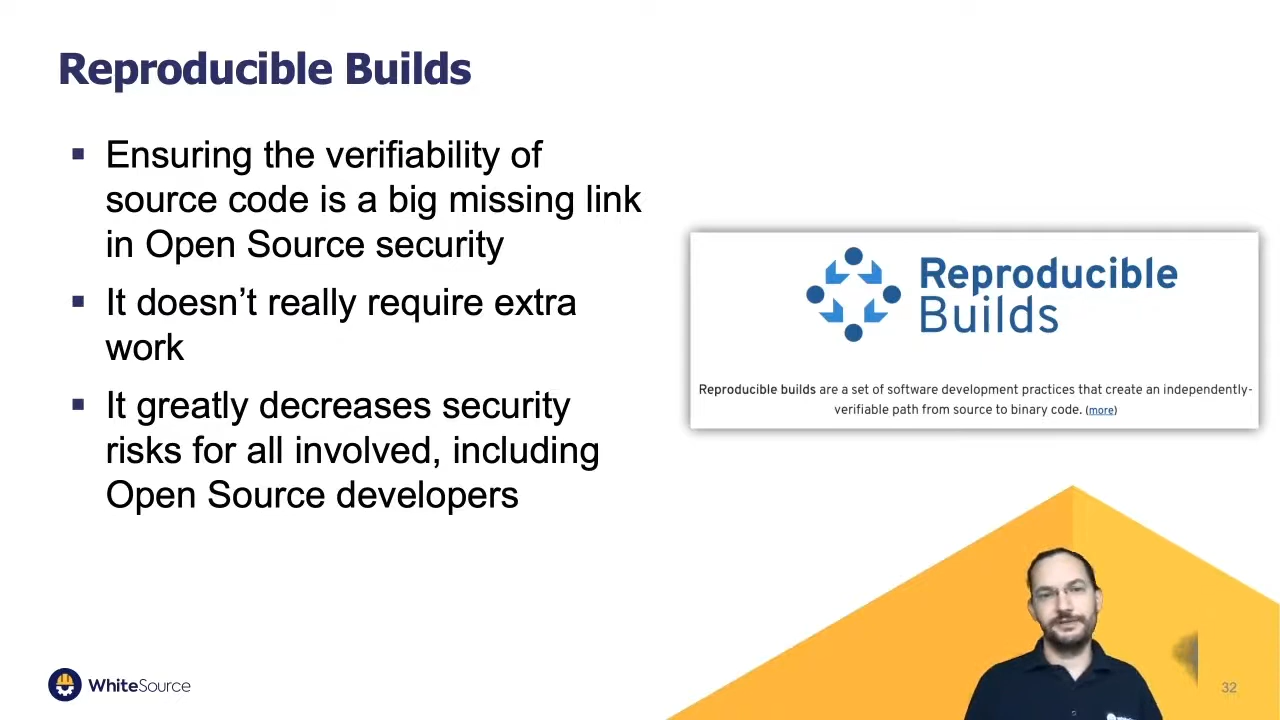 Reproducible Builds
▪ Ensuring the verifiability of
source code is a big missing link
in Open Source security
▪ It doesn’t really require extra
work
▪ It greatly decreases security
risks for all involved, including
Open Source developers
Reproducible
Builds
Reproducible builds are a set of software development practices that create an independently-
verifiable path from source to binary code. (more)
WhiteSource
32